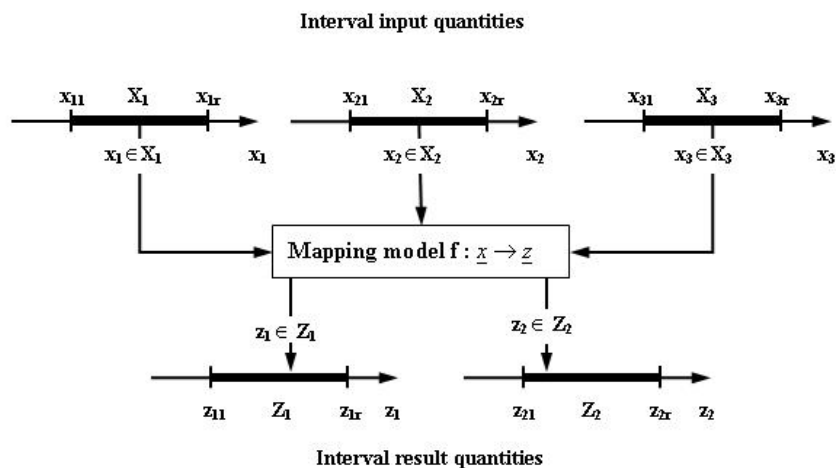 Interval input quantities
x₁₁ X₁ x₁ᵣ x₂₁ X₂ x₂ᵣ x₃₁ X₃ x₃ᵣ
x₁∈X₁ x₁ x₂∈X₂ x₂ x₃∈X₃ x₃
Mapping model f : x → z
z₁∈ Z₁ z₂∈ Z₂
z₁₁ Z₁ z₁ᵣ z₁ z₂₁ Z₂ z₂ᵣ z₂
Interval result quantities